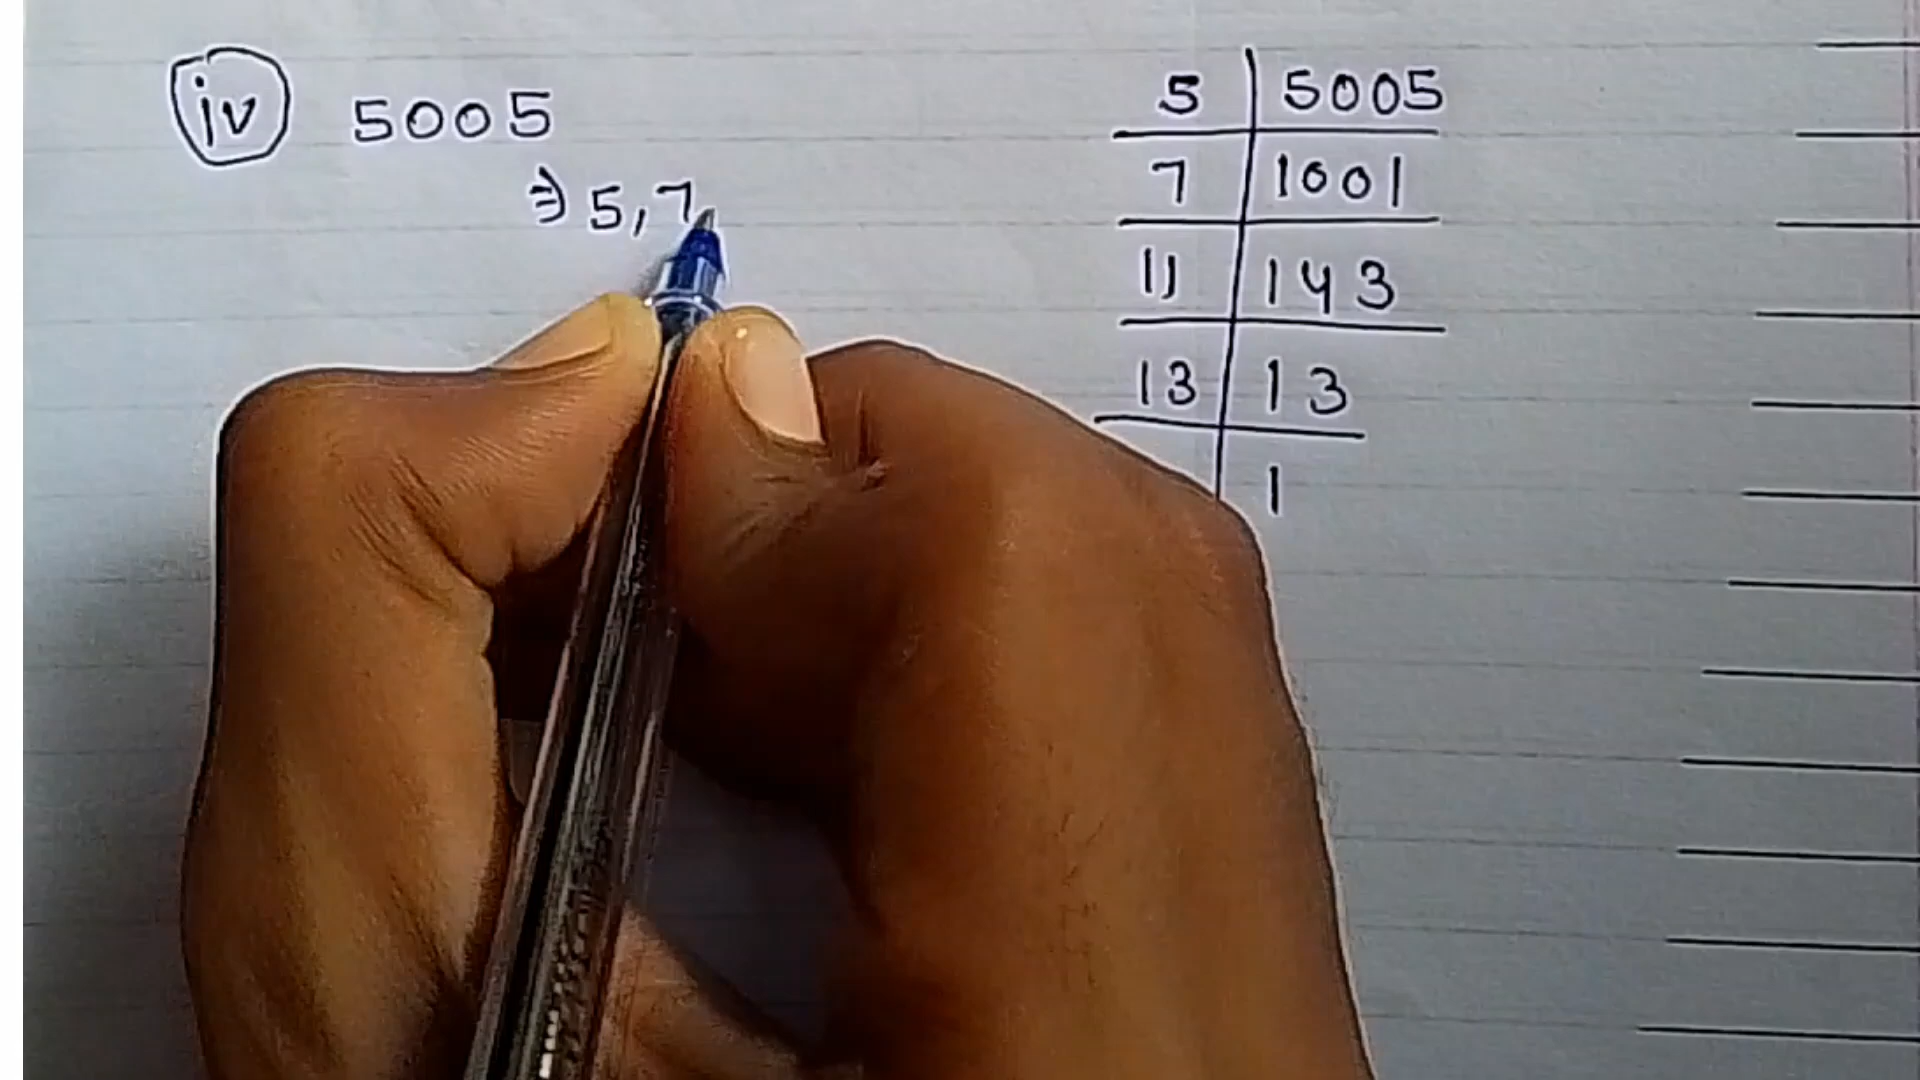 iv 5005
⇒ 5, 7
5 | 5005
7 | 1001
11 | 143
13 | 13
1